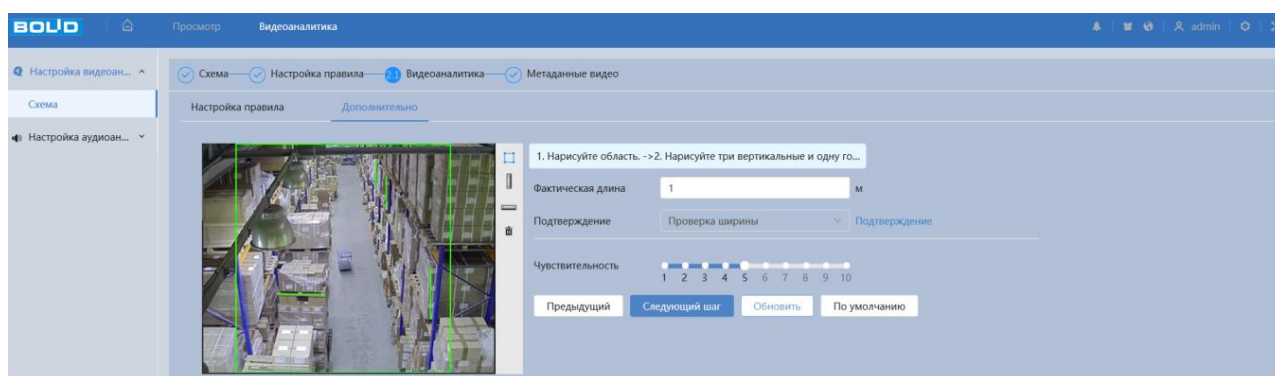 BOLID Просмотр Видеоаналитика admin
Настройка видеоан...
Схема
Настройка аудиоан...
Схема Настройка правила 2.1 Видеоаналитика Метаданные видео
Настройка правила Дополнительно
1. Нарисуйте область. ->2. Нарисуйте три вертикальные и одну го...
Фактическая длина 1 м
Подтверждение Проверка ширины Подтверждение
Чувствительность
1 2 3 4 5 6 7 8 9 10
Предыдущий Следующий шаг Обновить По умолчанию